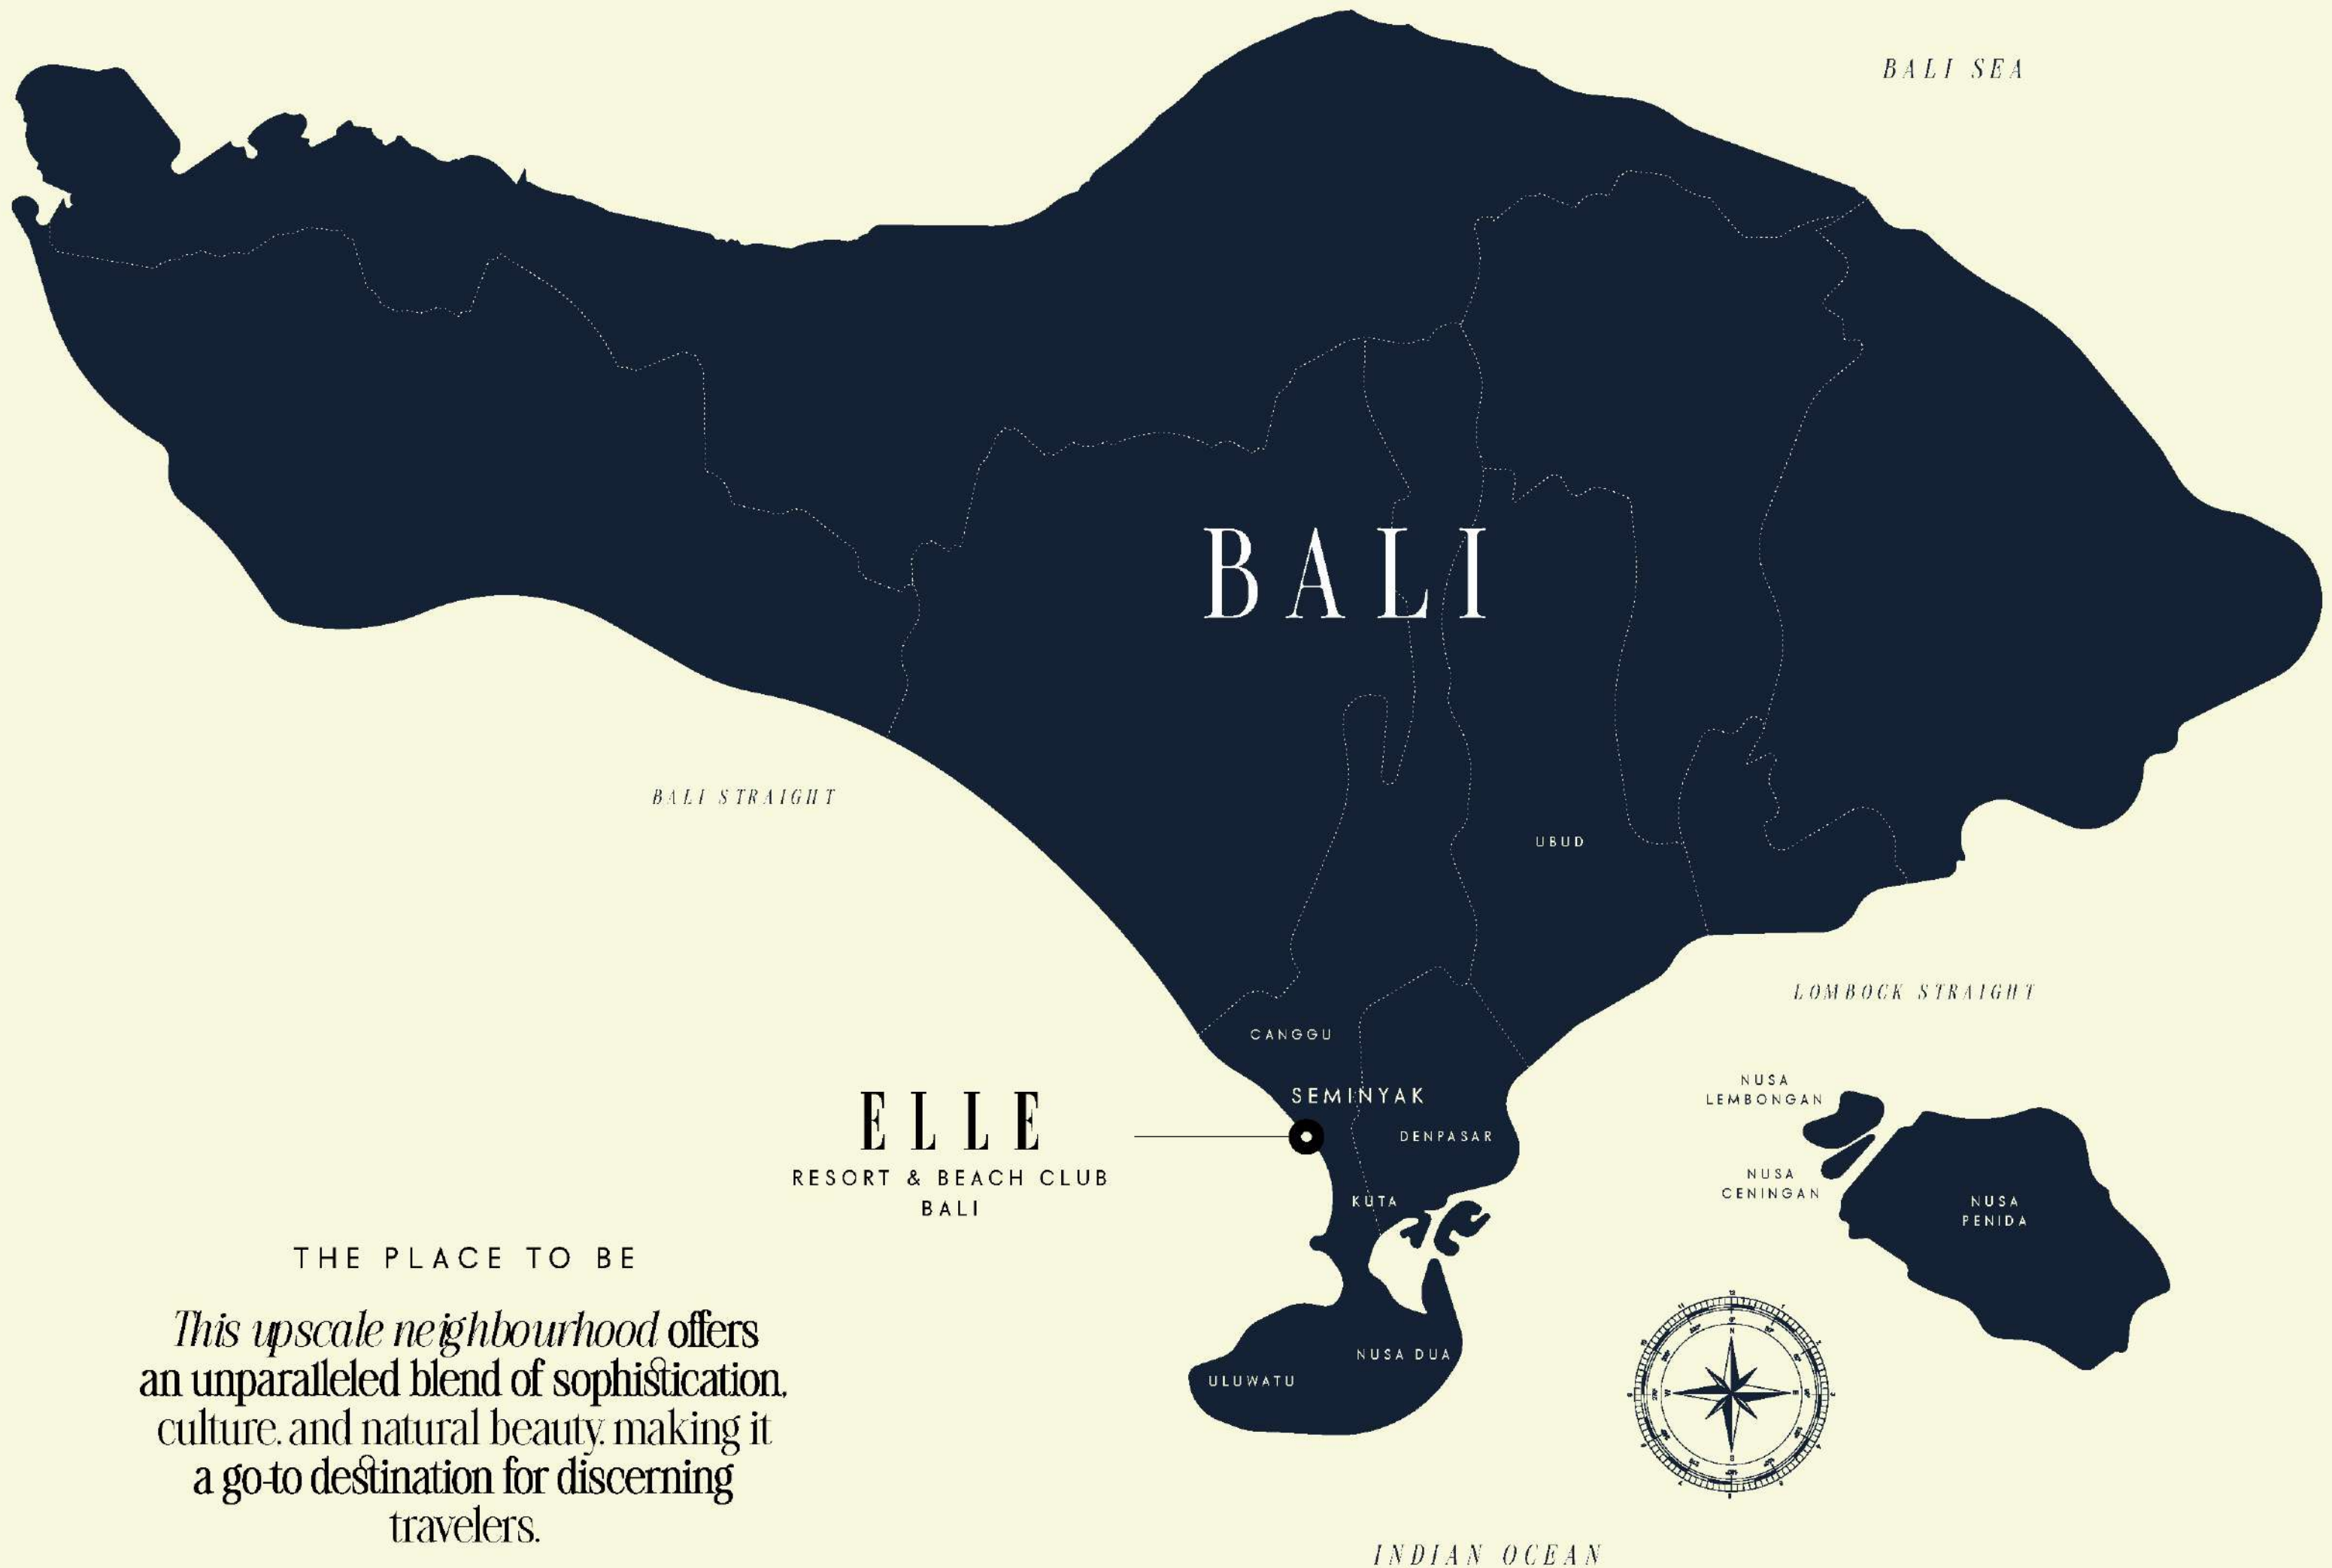 BALI SEA
BALI
BALI STRAIGHT
UBUD
LOMBOCK STRAIGHT
CANGGU
SEMINYAK
DENPASAR
KUTA
NUSA DUA
ULUWATU
NUSA
LEMBONGAN
NUSA
CENINGAN
NUSA
PENIDA
ELLE
RESORT & BEACH CLUB
BALI
THE PLACE TO BE
This upscale neighbourhood offers
an unparalleled blend of sophistication,
culture, and natural beauty, making it
a go-to destination for discerning
travelers.
N
E
S
W
INDIAN OCEAN